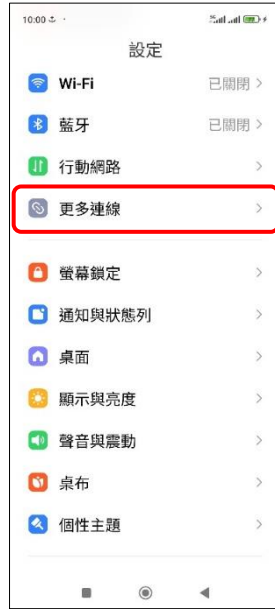 10:00
設定
Wi-Fi 已關閉
藍牙 已關閉
行動網路
更多連線
螢幕鎖定
通知與狀態列
桌面
顯示與亮度
聲音與震動
桌布
個性主題